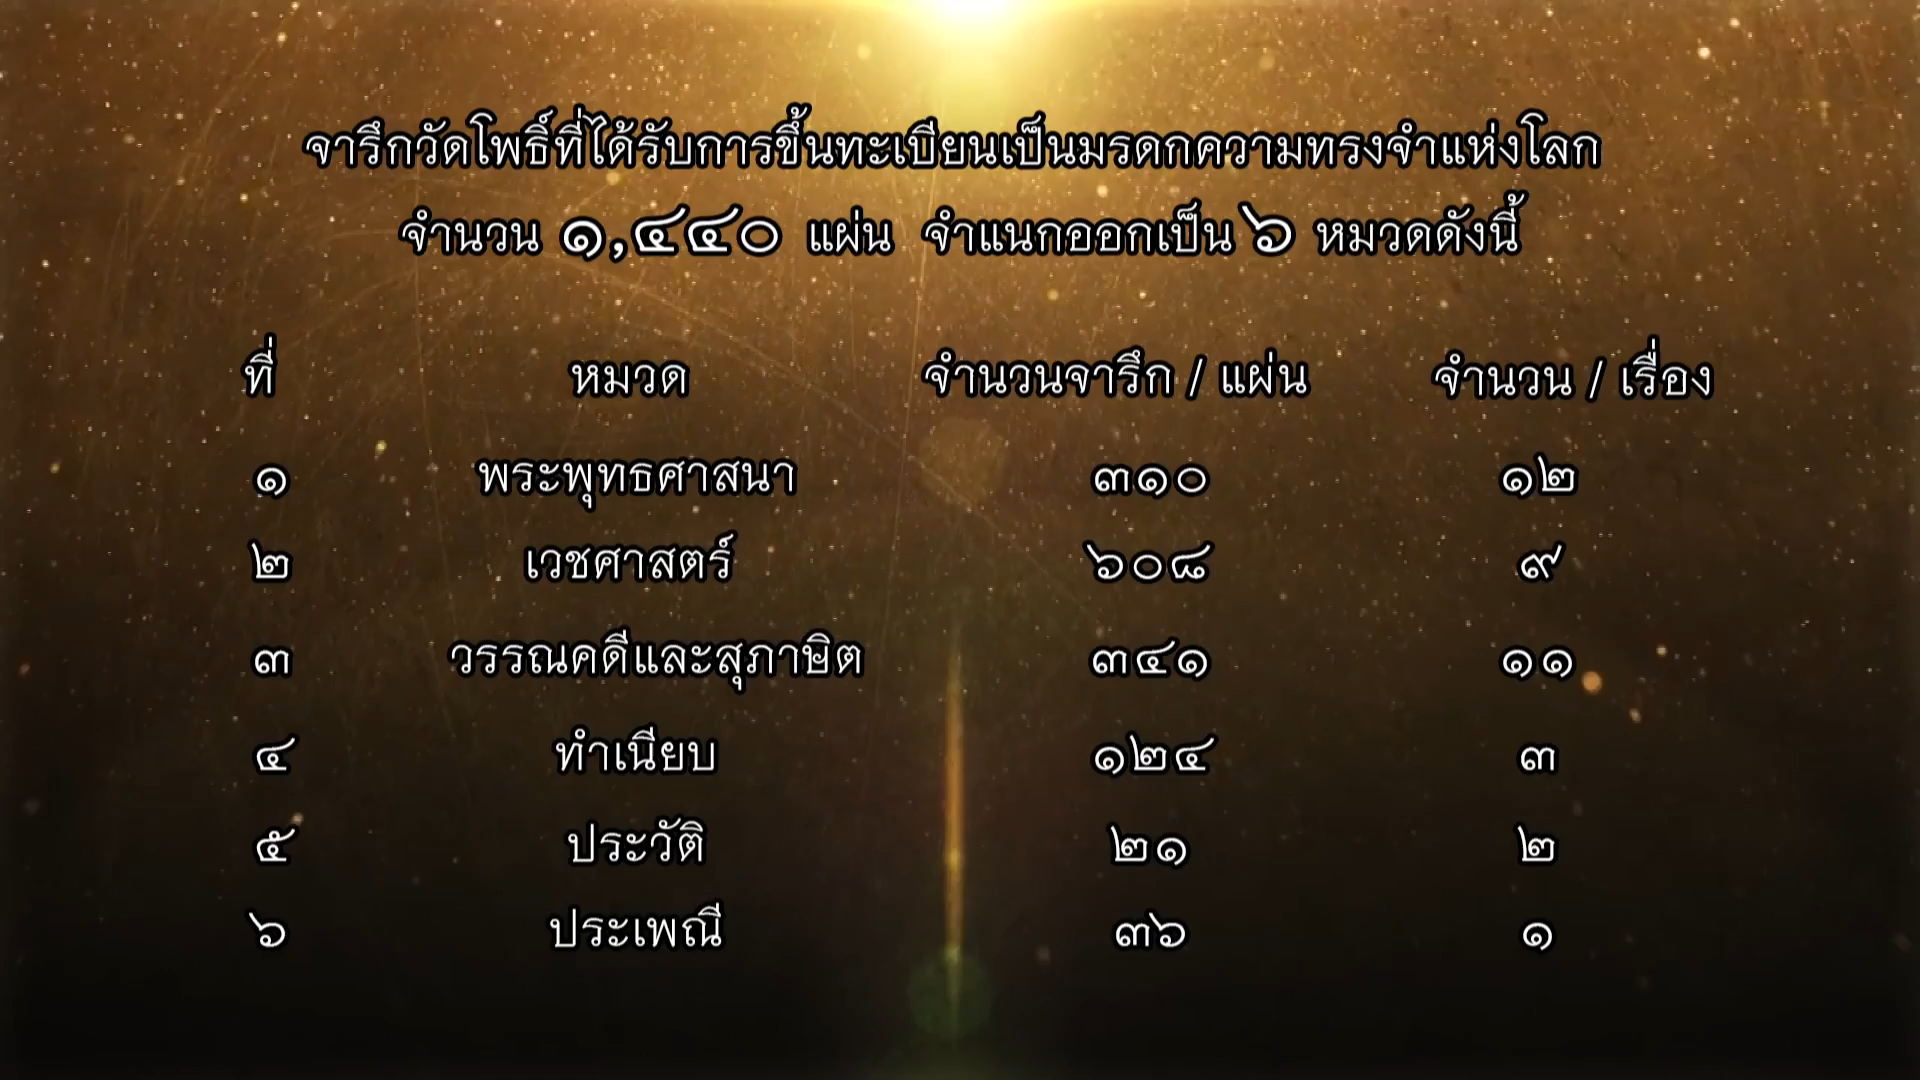 จารึกวัดโพธิ์ที่ได้รับการขึ้นทะเบียนเป็นมรดกความทรงจำแห่งโลก
จำนวน ๑,๔๔๐ แผ่น จำแนกออกเป็น ๖ หมวดดังนี้
ที่ หมวด จำนวนจารึก / แผ่น จำนวน / เรื่อง
๑ พระพุทธศาสนา ๓๑๐ ๑๒
๒ เวชศาสตร์ ๖๐๘ ๙
๓ วรรณคดีและสุภาษิต ๓๔๑ ๑๑
๔ ทำเนียบ ๑๒๔ ๓
๕ ประวัติ ๒๑ ๒
๖ ประเพณี ๓๖ ๑